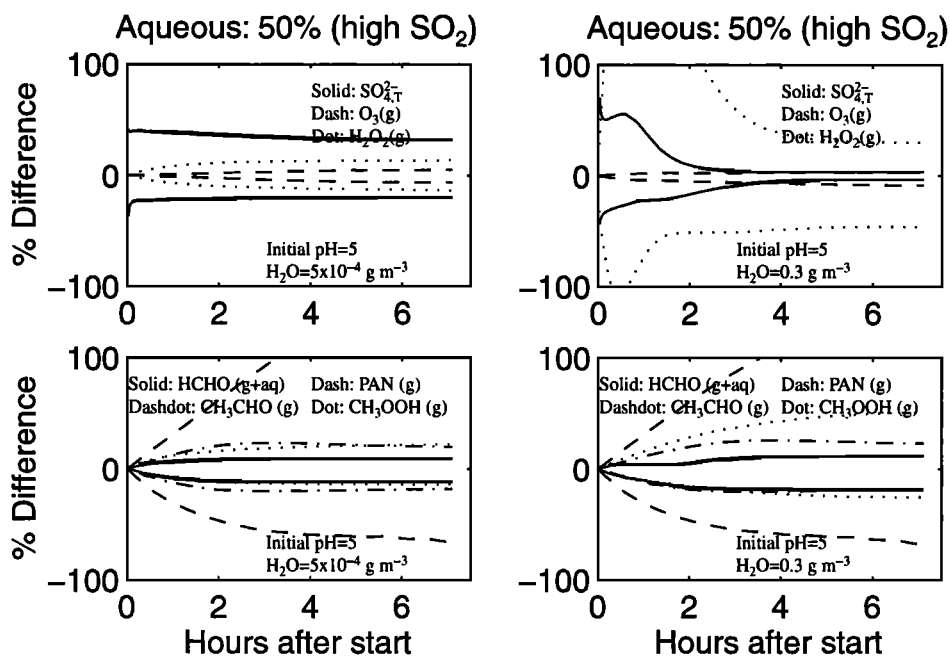 Aqueous: 50% (high SO₂)
Aqueous: 50% (high SO₂)
% Difference
100
0
−100
Solid: SO₄,T²⁻
Dash: O₃(g)
Dot: H₂O₂(g)
Initial pH=5
H₂O=5x10⁻⁴ g m⁻³
0 2 4 6
100
0
−100
Solid: SO₄,T²⁻
Dash: O₃(g)
Dot: H₂O₂(g)
Initial pH=5
H₂O=0.3 g m⁻³
0 2 4 6
% Difference
100
0
−100
Solid: HCHO (g+aq) Dash: PAN (g)
Dashdot: CH₃CHO (g) Dot: CH₃OOH (g)
Initial pH=5
H₂O=5x10⁻⁴ g m⁻³
0 2 4 6
Hours after start
100
0
−100
Solid: HCHO (g+aq) Dash: PAN (g)
Dashdot: CH₃CHO (g) Dot: CH₃OOH (g)
Initial pH=5
H₂O=0.3 g m⁻³
0 2 4 6
Hours after start